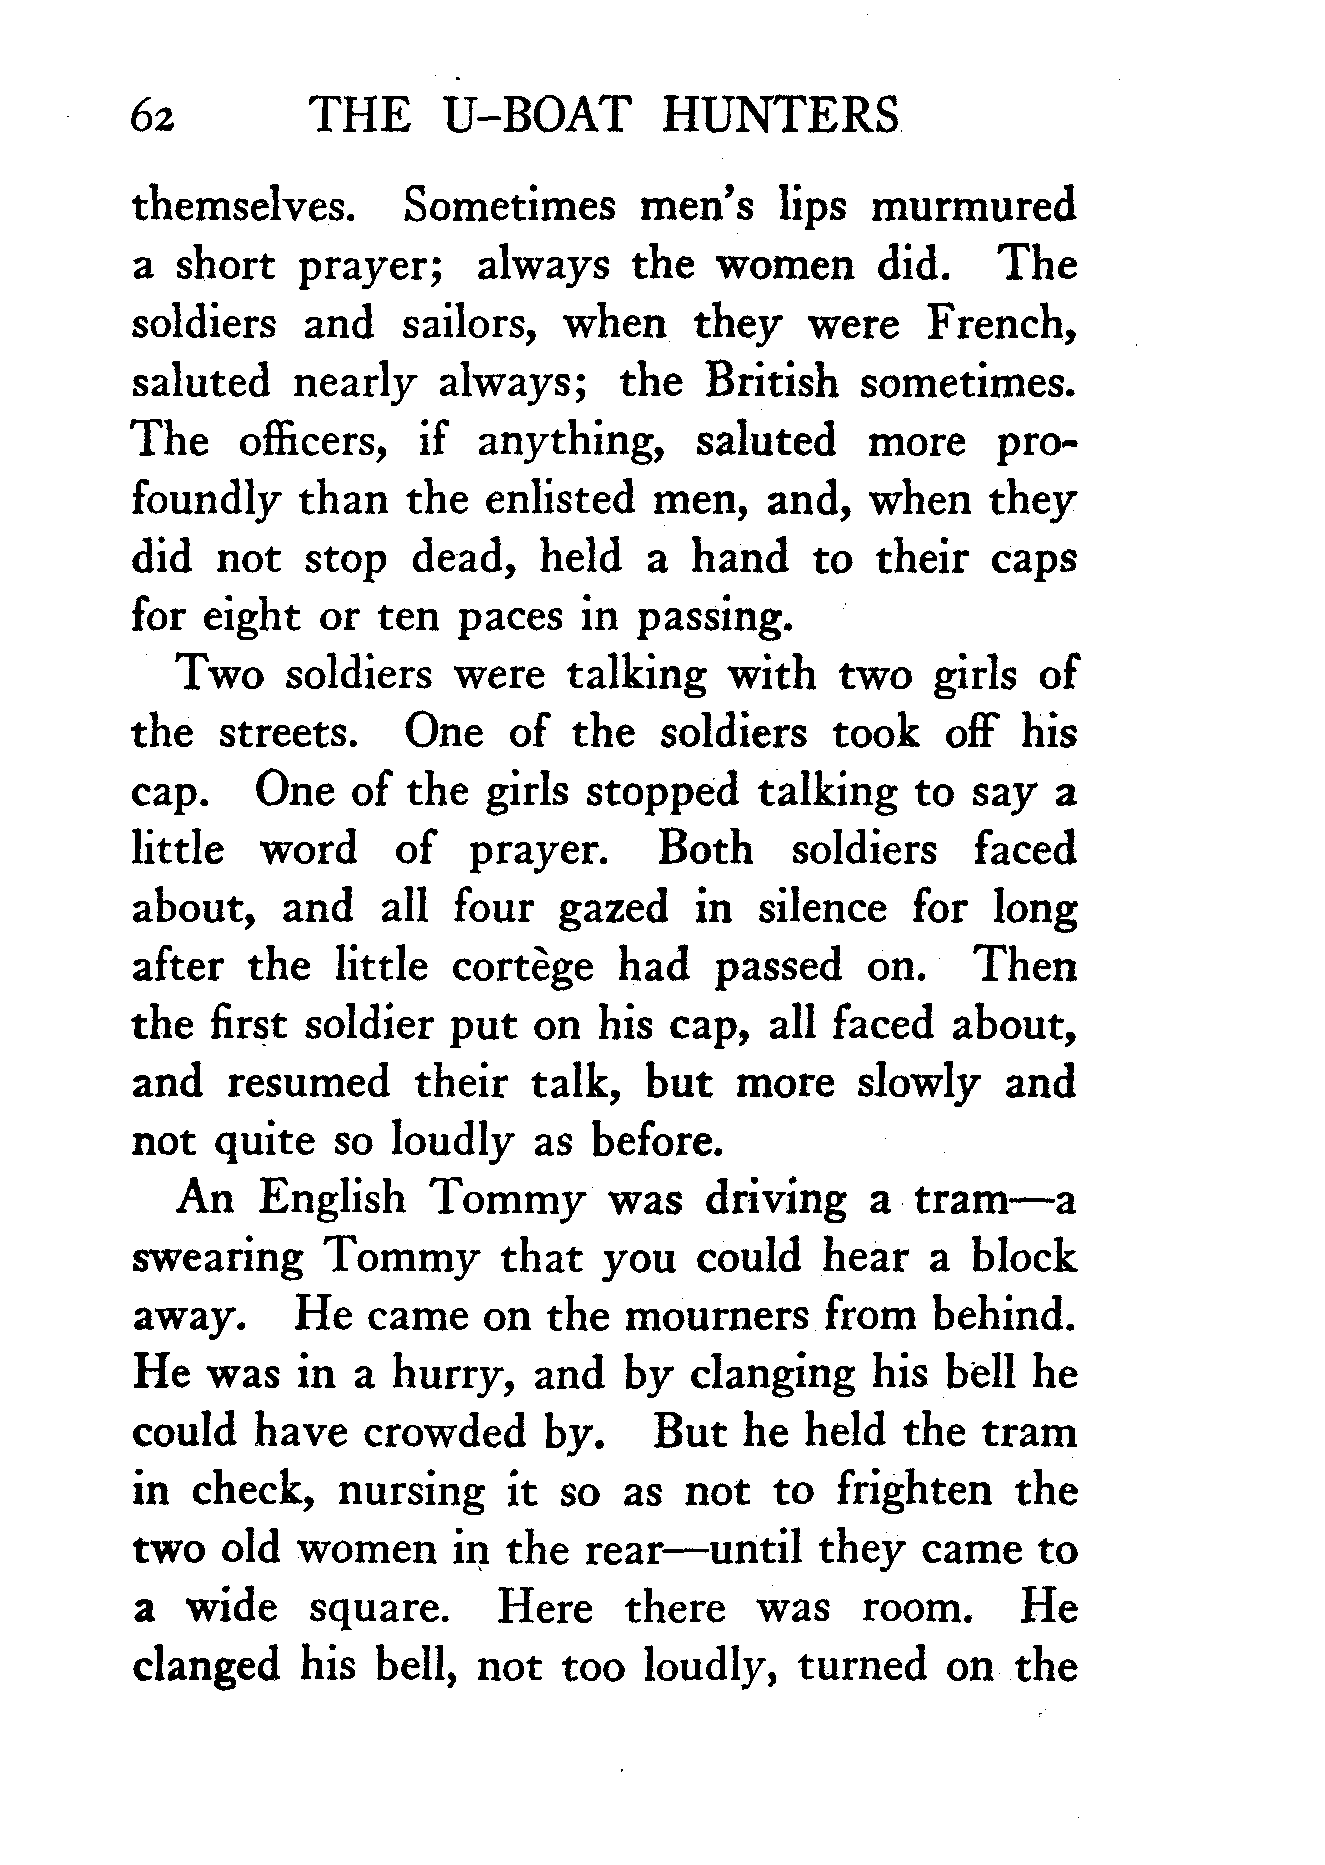 62 THE U-BOAT HUNTERS
themselves. Sometimes men's lips murmured
a short prayer; always the women did. The
soldiers and sailors, when they were French,
saluted nearly always; the British sometimes.
The officers, if anything, saluted more pro-
foundly than the enlisted men, and, when they
did not stop dead, held a hand to their caps
for eight or ten paces in passing.
Two soldiers were talking with two girls of
the streets. One of the soldiers took off his
cap. One of the girls stopped talking to say a
little word of prayer. Both soldiers faced
about, and all four gazed in silence for long
after the little cortège had passed on. Then
the first soldier put on his cap, all faced about,
and resumed their talk, but more slowly and
not quite so loudly as before.
An English Tommy was driving a tram—a
swearing Tommy that you could hear a block
away. He came on the mourners from behind.
He was in a hurry, and by clanging his bell he
could have crowded by. But he held the tram
in check, nursing it so as not to frighten the
two old women in the rear—until they came to
a wide square. Here there was room. He
clanged his bell, not too loudly, turned on the